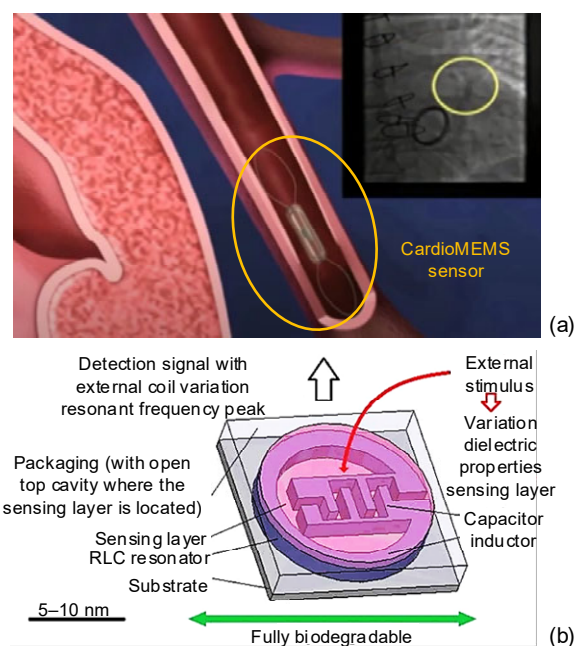 CardioMEMS
sensor
(a)
Detection signal with
external coil variation
resonant frequency peak
External
stimulus
Variation
dielectric
properties
sensing layer
Packaging (with open
top cavity where the
sensing layer is located)
Capacitor
inductor
Sensing layer
RLC resonator
Substrate
5–10 nm
Fully biodegradable
(b)